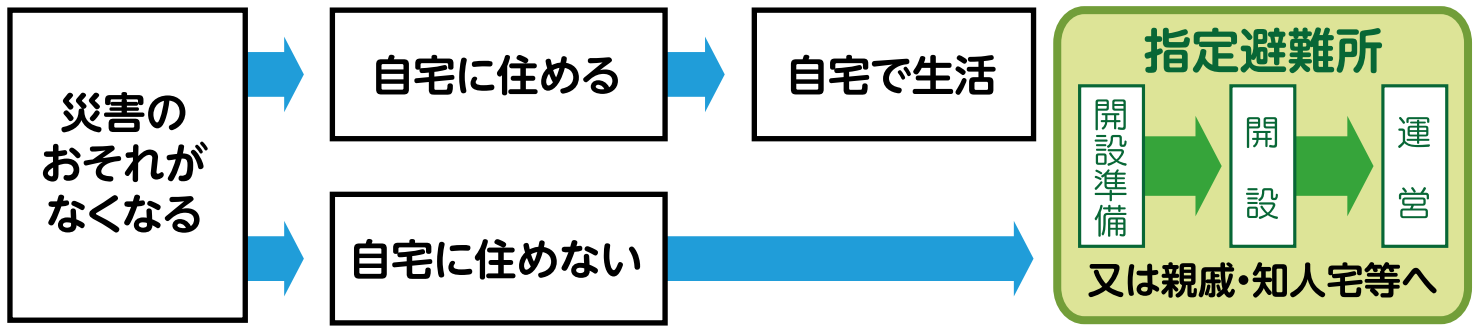 災害の
おそれが
なくなる
自宅に住める
自宅で生活
自宅に住めない
指定避難所
開設準備
開設
運営
又は親戚・知人宅等へ